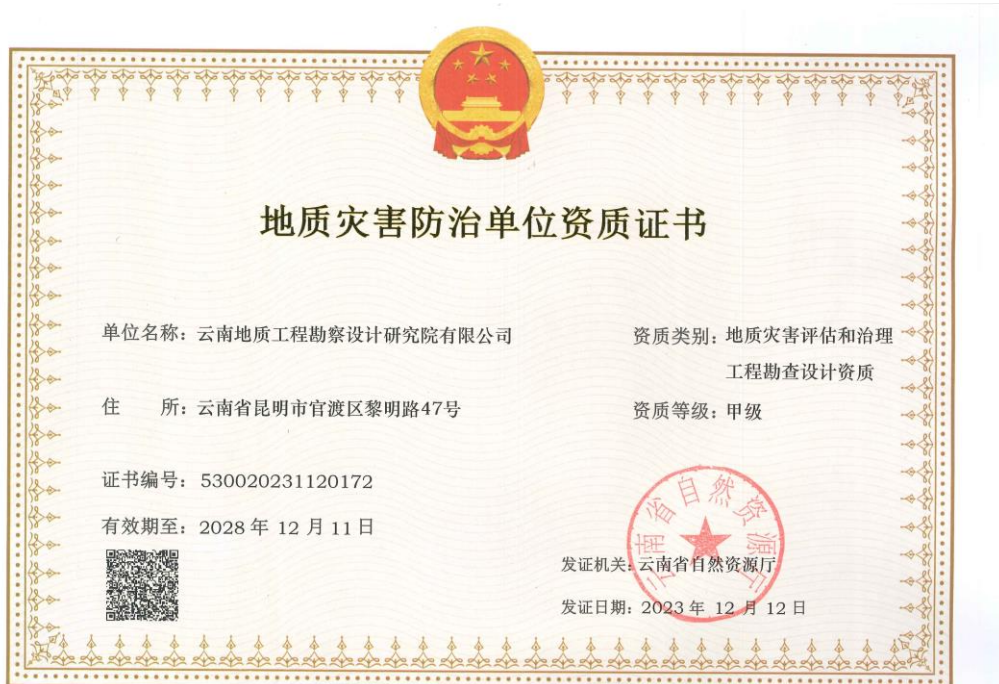 地质灾害防治单位资质证书
单位名称：云南地质工程勘察设计研究院有限公司
资质类别：地质灾害评估和治理
工程勘查设计资质
住　　所：云南省昆明市官渡区黎明路47号
资质等级：甲级
证书编号：530020231120172
有效期至：2028 年 12 月 11 日
云南省自然资源厅
发证机关：云南省自然资源厅
发证日期：2023 年 12 月 12 日